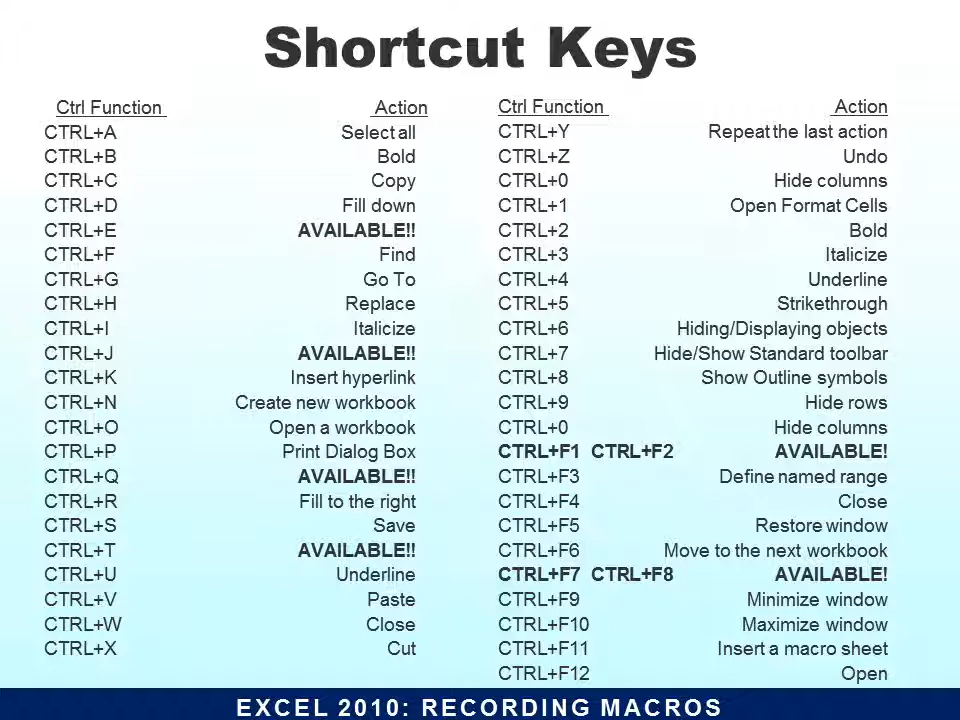 Shortcut Keys
Ctrl Function Action
CTRL+A Select all
CTRL+B Bold
CTRL+C Copy
CTRL+D Fill down
CTRL+E AVAILABLE!!
CTRL+F Find
CTRL+G Go To
CTRL+H Replace
CTRL+I Italicize
CTRL+J AVAILABLE!!
CTRL+K Insert hyperlink
CTRL+N Create new workbook
CTRL+O Open a workbook
CTRL+P Print Dialog Box
CTRL+Q AVAILABLE!!
CTRL+R Fill to the right
CTRL+S Save
CTRL+T AVAILABLE!!
CTRL+U Underline
CTRL+V Paste
CTRL+W Close
CTRL+X Cut
Ctrl Function Action
CTRL+Y Repeat the last action
CTRL+Z Undo
CTRL+0 Hide columns
CTRL+1 Open Format Cells
CTRL+2 Bold
CTRL+3 Italicize
CTRL+4 Underline
CTRL+5 Strikethrough
CTRL+6 Hiding/Displaying objects
CTRL+7 Hide/Show Standard toolbar
CTRL+8 Show Outline symbols
CTRL+9 Hide rows
CTRL+0 Hide columns
CTRL+F1 CTRL+F2 AVAILABLE!
CTRL+F3 Define named range
CTRL+F4 Close
CTRL+F5 Restore window
CTRL+F6 Move to the next workbook
CTRL+F7 CTRL+F8 AVAILABLE!
CTRL+F9 Minimize window
CTRL+F10 Maximize window
CTRL+F11 Insert a macro sheet
CTRL+F12 Open
EXCEL 2010: RECORDING MACROS